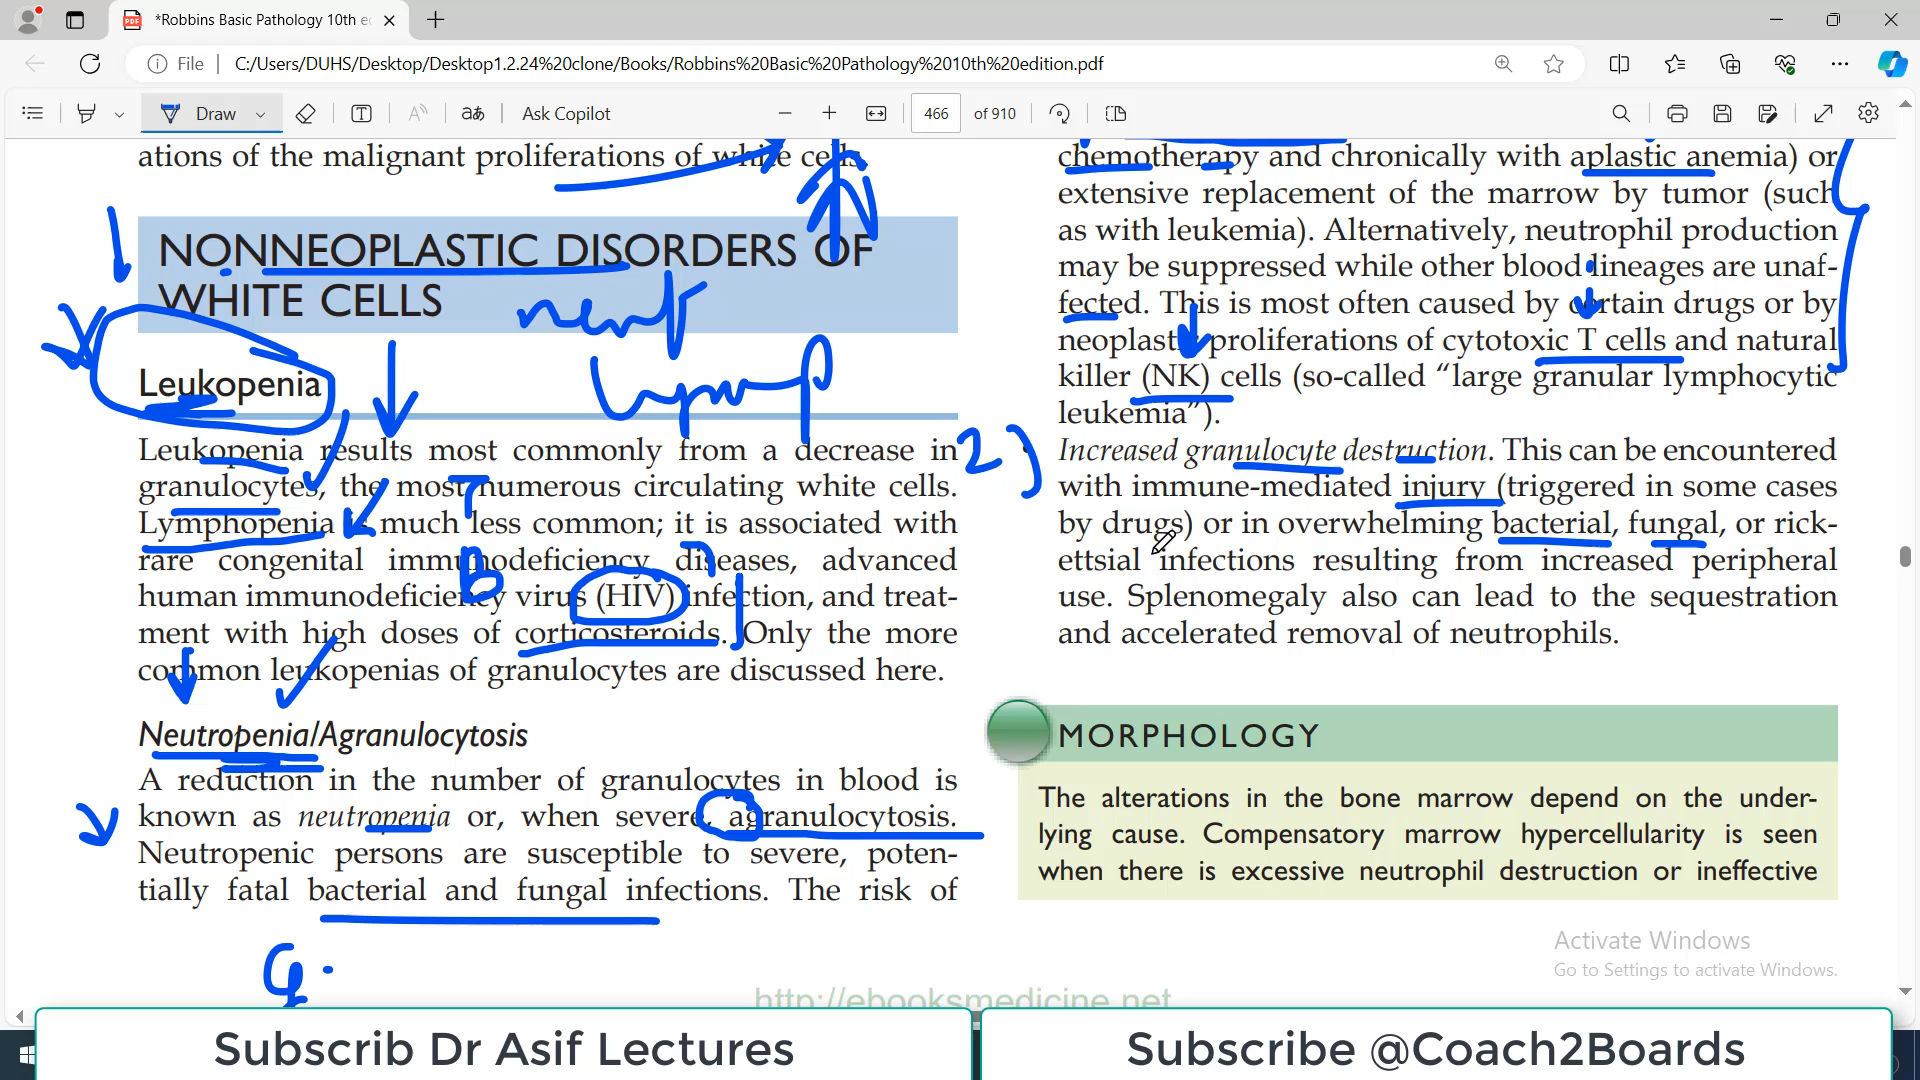 *Robbins Basic Pathology 10th ed
File
C:/Users/DUHS/Desktop/Desktop1.2.24%20clone/Books/Robbins%20Basic%20Pathology%2010th%20edition.pdf
Draw
T
A
aあ
Ask Copilot
466
of 910
ations of the malignant proliferations of white cells.
NONNEOPLASTIC DISORDERS OF
WHITE CELLS
neut
lymp
Leukopenia
Leukopenia results most commonly from a decrease in
granulocytes, the most numerous circulating white cells.
Lymphopenia is much less common; it is associated with
rare congenital immunodeficiency diseases, advanced
human immunodeficiency virus (HIV) infection, and treat-
ment with high doses of corticosteroids. Only the more
common leukopenias of granulocytes are discussed here.
T
B
Neutropenia/Agranulocytosis
A reduction in the number of granulocytes in blood is
known as neutropenia or, when severe, agranulocytosis.
Neutropenic persons are susceptible to severe, poten-
tially fatal bacterial and fungal infections. The risk of
chemotherapy and chronically with aplastic anemia) or
extensive replacement of the marrow by tumor (such
as with leukemia). Alternatively, neutrophil production
may be suppressed while other blood lineages are unaf-
fected. This is most often caused by certain drugs or by
neoplastic proliferations of cytotoxic T cells and natural
killer (NK) cells (so-called “large granular lymphocytic
leukemia”).
2)
Increased granulocyte destruction. This can be encountered
with immune-mediated injury (triggered in some cases
by drugs) or in overwhelming bacterial, fungal, or rick-
ettsial infections resulting from increased peripheral
use. Splenomegaly also can lead to the sequestration
and accelerated removal of neutrophils.
MORPHOLOGY
The alterations in the bone marrow depend on the under-
lying cause. Compensatory marrow hypercellularity is seen
when there is excessive neutrophil destruction or ineffective
Activate Windows
Go to Settings to activate Windows.
http://ebooksmedicine.net
Subscrib Dr Asif Lectures
Subscribe @Coach2Boards